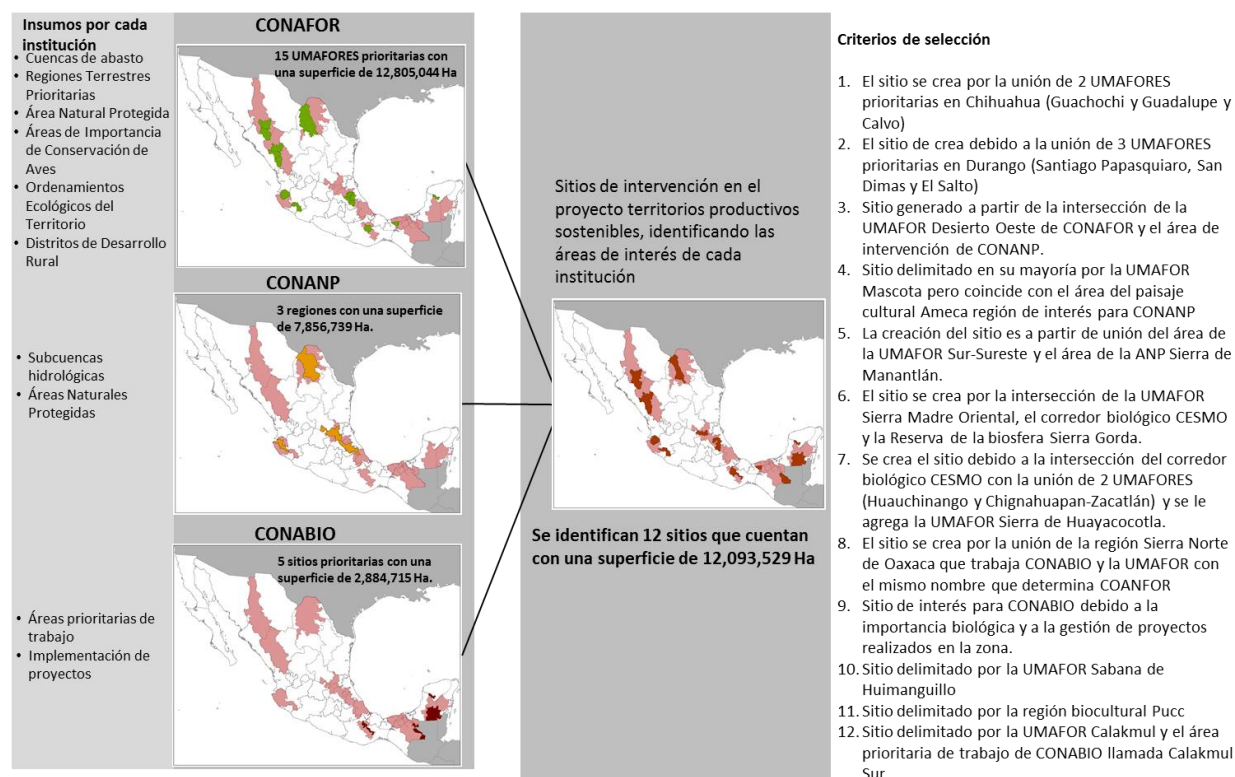 Insumos por cada
institución
• Cuencas de abasto
• Regiones Terrestres
Prioritarias
• Área Natural Protegida
• Áreas de Importancia
de Conservación de
Aves
• Ordenamientos
Ecológicos del
Territorio
• Distritos de Desarrollo
Rural
• Subcuencas
hidrológicas
• Áreas Naturales
Protegidas
• Áreas prioritarias de
trabajo
• Implementación de
proyectos
CONAFOR
15 UMAFORES prioritarias con
una superficie de 12,805,044 Ha
CONANP
3 regiones con una superficie
de 7,856,739 Ha.
CONABIO
5 sitios prioritarias con una
superficie de 2,884,715 Ha.
Sitios de intervención en el
proyecto territorios productivos
sostenibles, identificando las
áreas de interés de cada
institución
Se identifican 12 sitios que cuentan
con una superficie de 12,093,529 Ha
Criterios de selección
1. El sitio se crea por la unión de 2 UMAFORES
prioritarias en Chihuahua (Guachochi y Guadalupe y
Calvo)
2. El sitio de crea debido a la unión de 3 UMAFORES
prioritarias en Durango (Santiago Papasquiaro, San
Dimas y El Salto)
3. Sitio generado a partir de la intersección de la
UMAFOR Desierto Oeste de CONAFOR y el área de
intervención de CONANP.
4. Sitio delimitado en su mayoría por la UMAFOR
Mascota pero coincide con el área del paisaje
cultural Ameca región de interés para CONANP
5. La creación del sitio es a partir de unión del área de
la UMAFOR Sur-Sureste y el área de la ANP Sierra de
Manantlán.
6. El sitio se crea por la intersección de la UMAFOR
Sierra Madre Oriental, el corredor biológico CESMO
y la Reserva de la biosfera Sierra Gorda.
7. Se crea el sitio debido a la intersección del corredor
biológico CESMO con la unión de 2 UMAFORES
(Huauchinango y Chignahuapan-Zacatlán) y se le
agrega la UMAFOR Sierra de Huayacocotla.
8. El sitio se crea por la unión de la región Sierra Norte
de Oaxaca que trabaja CONABIO y la UMAFOR con
el mismo nombre que determina COANFOR
9. Sitio de interés para CONABIO debido a la
importancia biológica y a la gestión de proyectos
realizados en la zona.
10. Sitio delimitado por la UMAFOR Sabana de
Huimanguillo
11. Sitio delimitado por la región biocultural Pucc
12. Sitio delimitado por la UMAFOR Calakmul y el área
prioritaria de trabajo de CONABIO llamada Calakmul
Sur